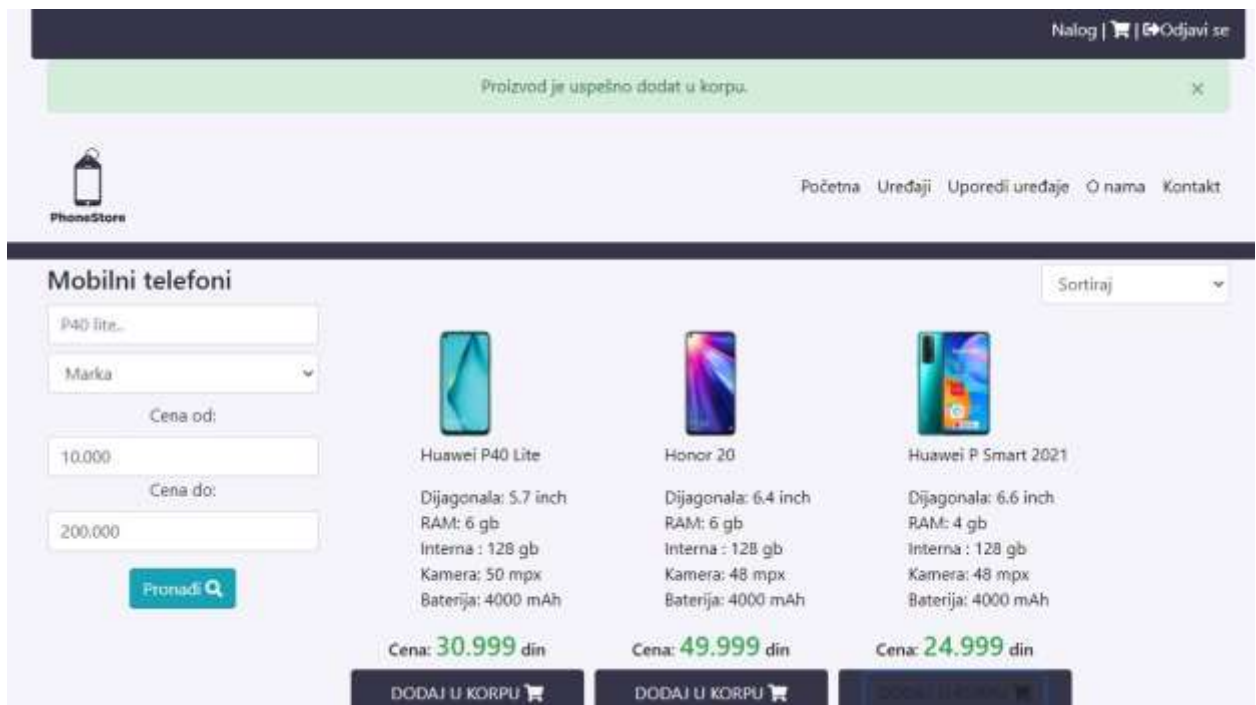 Nalog | | Odjavi se
Proizvod je uspešno dodat u korpu. ×
PhoneStore
Početna Uređaji Uporedi uređaje O nama Kontakt
Mobilni telefoni
Sortiraj
P40 lite..
Marka
Cena od:
10.000
Cena do:
200.000
Pronađi
Huawei P40 Lite
Dijagonala: 5.7 inch
RAM: 6 gb
Interna : 128 gb
Kamera: 50 mpx
Baterija: 4000 mAh
Cena: 30.999 din
DODAJ U KORPU
Honor 20
Dijagonala: 6.4 inch
RAM: 6 gb
Interna : 128 gb
Kamera: 48 mpx
Baterija: 4000 mAh
Cena: 49.999 din
DODAJ U KORPU
Huawei P Smart 2021
Dijagonala: 6.6 inch
RAM: 4 gb
Interna : 128 gb
Kamera: 48 mpx
Baterija: 4000 mAh
Cena: 24.999 din
DODAJ U KORPU